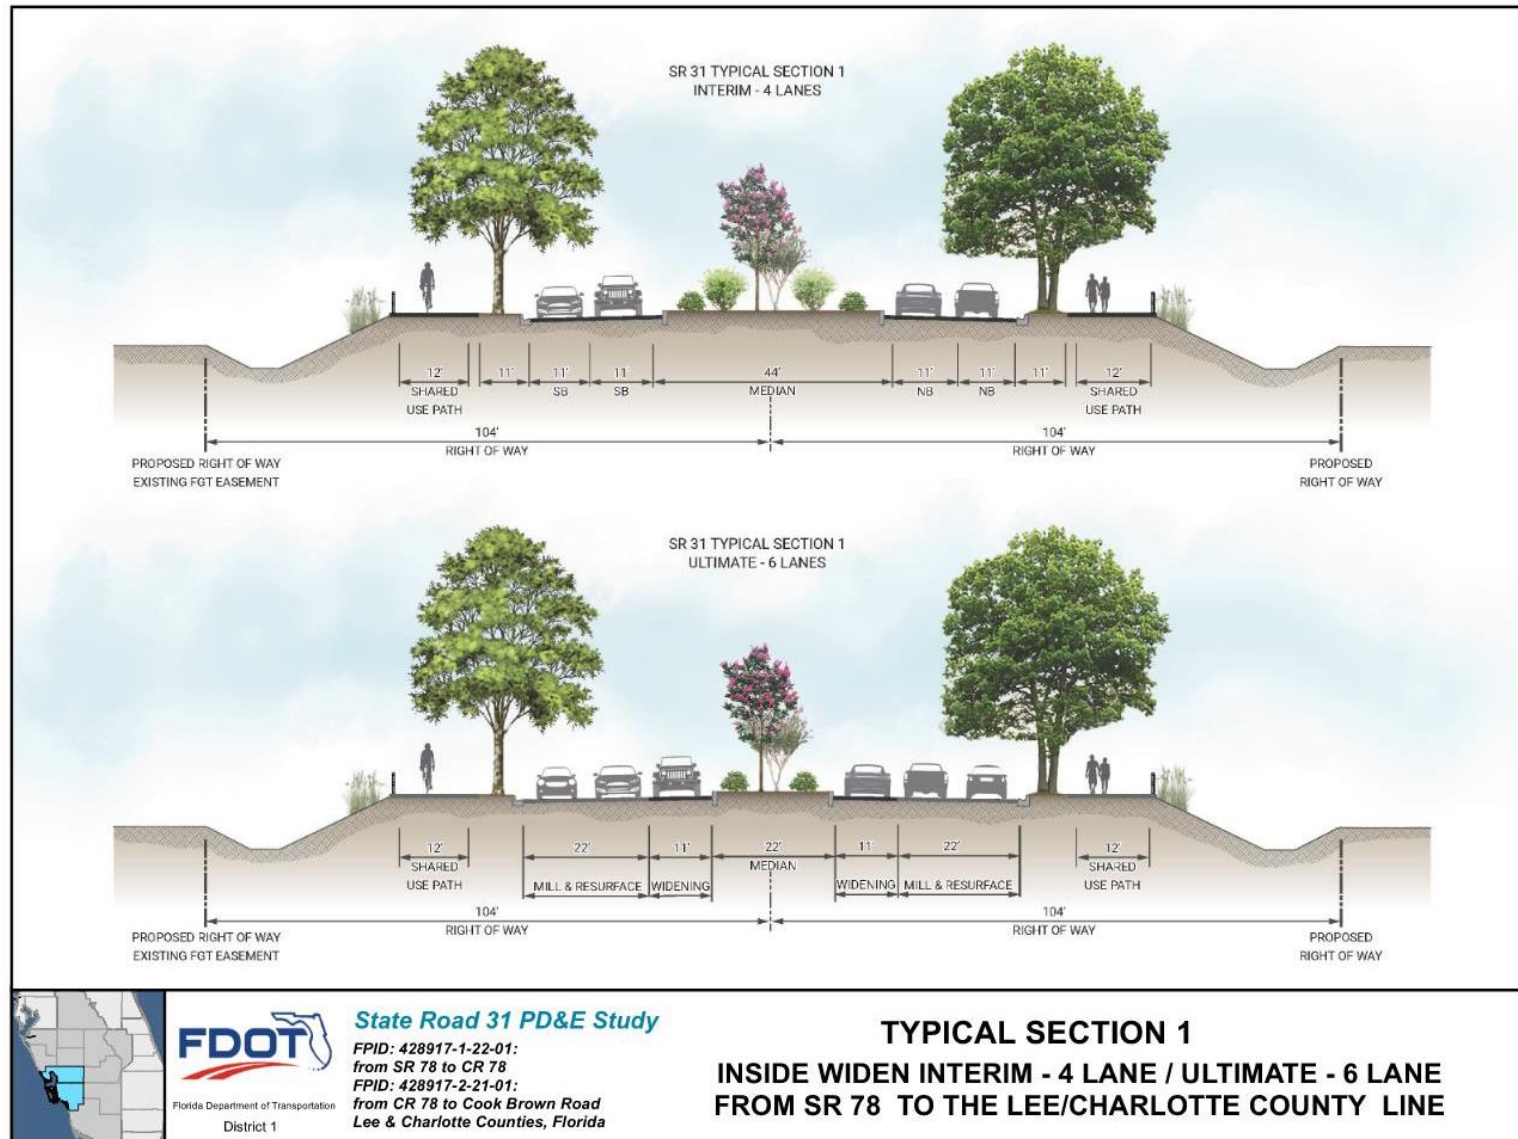 SR 31 TYPICAL SECTION 1
INTERIM - 4 LANES
12' 11' 11' 11' 44' 11' 11' 11' 12'
SHARED SB SB MEDIAN NB NB SHARED
USE PATH USE PATH
104' 104'
RIGHT OF WAY RIGHT OF WAY
PROPOSED RIGHT OF WAY PROPOSED
EXISTING FGT EASEMENT RIGHT OF WAY
SR 31 TYPICAL SECTION 1
ULTIMATE - 6 LANES
12' 22' 11' 22' 11' 22' 12'
SHARED MEDIAN SHARED
USE PATH MILL & RESURFACE WIDENING WIDENING MILL & RESURFACE USE PATH
104' 104'
RIGHT OF WAY RIGHT OF WAY
PROPOSED RIGHT OF WAY PROPOSED
EXISTING FGT EASEMENT RIGHT OF WAY
FDOT
Florida Department of Transportation
District 1
State Road 31 PD&E Study
FPID: 428917-1-22-01:
from SR 78 to CR 78
FPID: 428917-2-21-01:
from CR 78 to Cook Brown Road
Lee & Charlotte Counties, Florida
TYPICAL SECTION 1
INSIDE WIDEN INTERIM - 4 LANE / ULTIMATE - 6 LANE
FROM SR 78 TO THE LEE/CHARLOTTE COUNTY LINE